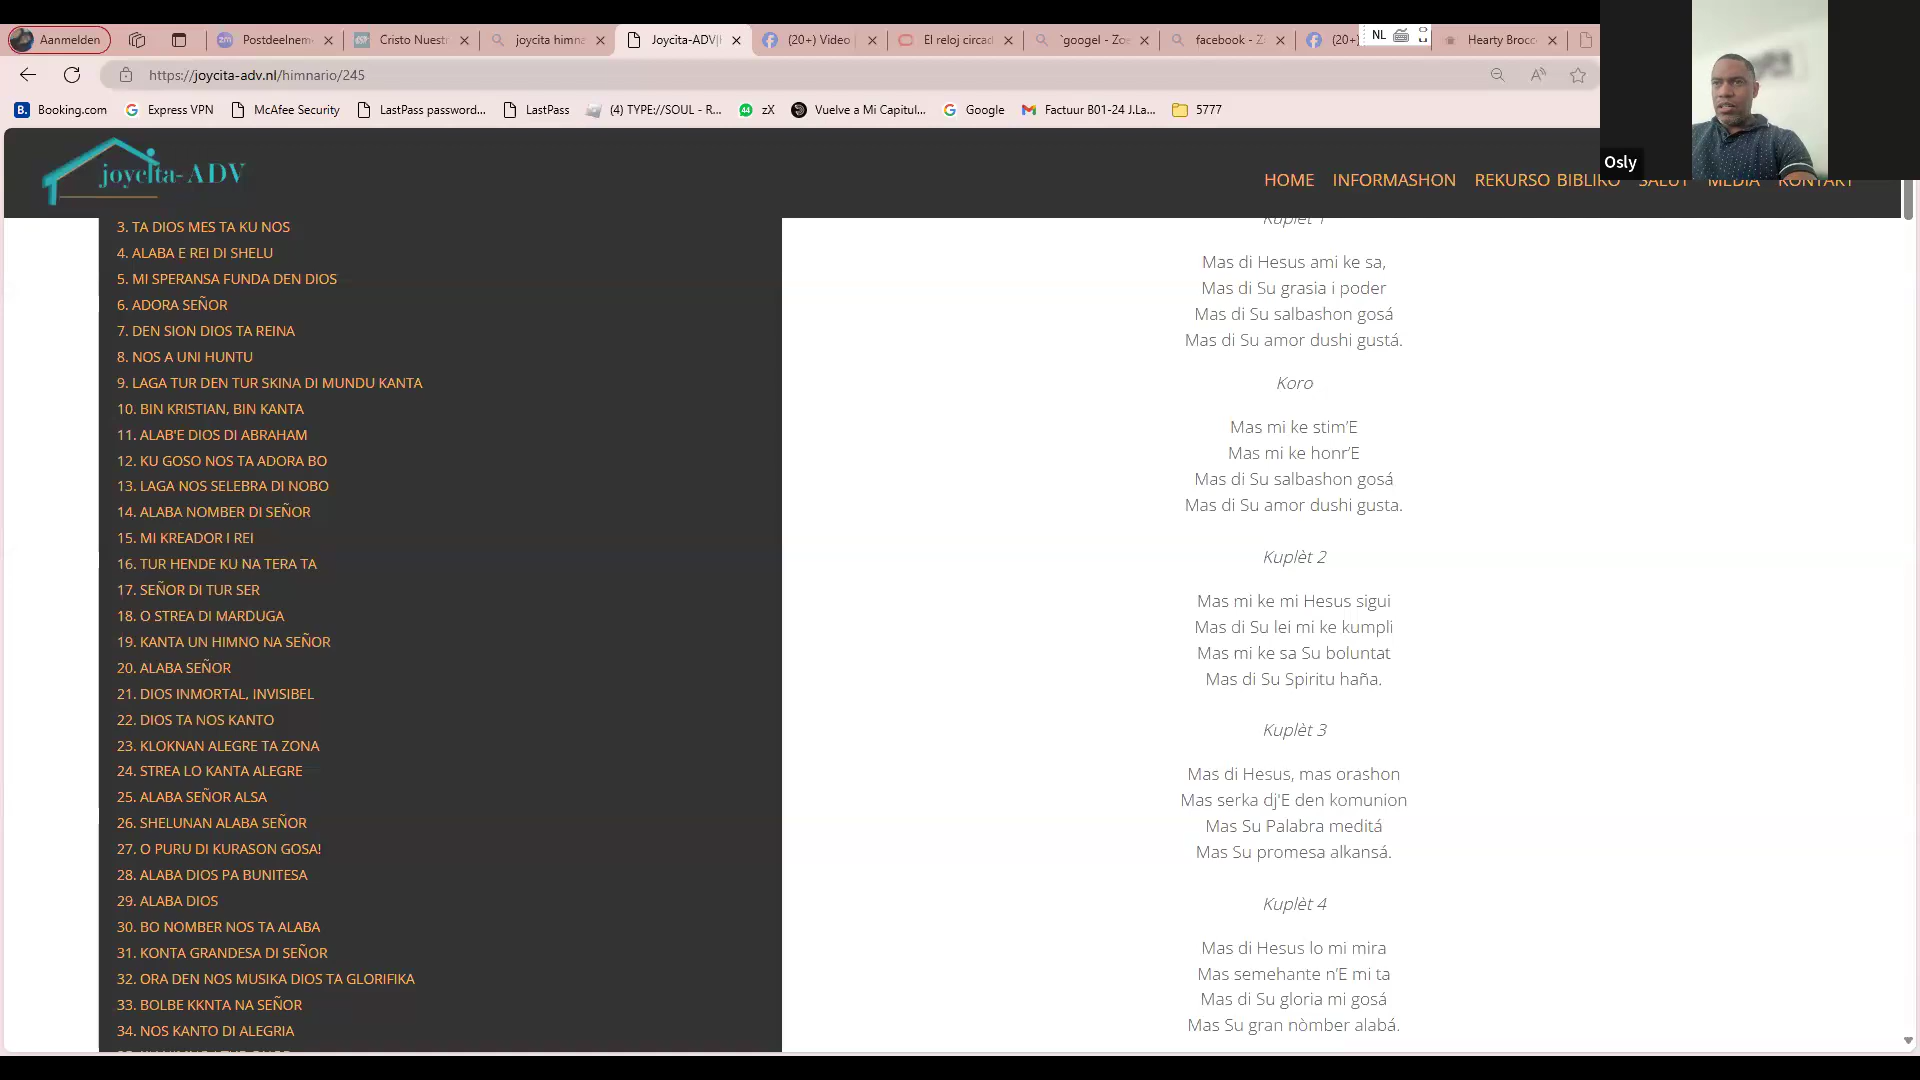 Aanmelden
Postdeelnem
Cristo Nuest
joycita himna
Joycita-ADV|
(20+) Video
El reloj circad
`googel - Zoe
facebook - Z
(20+)
NL
Hearty Brocc
https://joycita-adv.nl/himnario/245
Booking.com
Express VPN
McAfee Security
LastPass password...
LastPass
(4) TYPE://SOUL - R...
zX
Vuelve a Mi Capitul...
Google
Factuur B01-24 J.La...
5777
Osly
joycita-ADV
HOME
INFORMASHON
REKURSO BIBLIKO
SALUT
MEDIA
KONTAKT
3. TA DIOS MES TA KU NOS
4. ALABA E REI DI SHELU
5. MI SPERANSA FUNDA DEN DIOS
6. ADORA SEÑOR
7. DEN SION DIOS TA REINA
8. NOS A UNI HUNTU
9. LAGA TUR DEN TUR SKINA DI MUNDU KANTA
10. BIN KRISTIAN, BIN KANTA
11. ALAB'E DIOS DI ABRAHAM
12. KU GOSO NOS TA ADORA BO
13. LAGA NOS SELEBRA DI NOBO
14. ALABA NOMBER DI SEÑOR
15. MI KREADOR I REI
16. TUR HENDE KU NA TERA TA
17. SEÑOR DI TUR SER
18. O STREA DI MARDUGA
19. KANTA UN HIMNO NA SEÑOR
20. ALABA SEÑOR
21. DIOS INMORTAL, INVISIBEL
22. DIOS TA NOS KANTO
23. KLOKNAN ALEGRE TA ZONA
24. STREA LO KANTA ALEGRE
25. ALABA SEÑOR ALSA
26. SHELUNAN ALABA SEÑOR
27. O PURU DI KURASON GOSA!
28. ALABA DIOS PA BUNITESA
29. ALABA DIOS
30. BO NOMBER NOS TA ALABA
31. KONTA GRANDESA DI SEÑOR
32. ORA DEN NOS MUSIKA DIOS TA GLORIFIKA
33. BOLBE KKNTA NA SEÑOR
34. NOS KANTO DI ALEGRIA
Kuplèt 1
Mas di Hesus ami ke sa,
Mas di Su grasia i poder
Mas di Su salbashon gosá
Mas di Su amor dushi gustá.
Koro
Mas mi ke stim’E
Mas mi ke honr’E
Mas di Su salbashon gosá
Mas di Su amor dushi gusta.
Kuplèt 2
Mas mi ke mi Hesus sigui
Mas di Su lei mi ke kumpli
Mas mi ke sa Su boluntat
Mas di Su Spiritu haña.
Kuplèt 3
Mas di Hesus, mas orashon
Mas serka dj’E den komunion
Mas Su Palabra meditá
Mas Su promesa alkansá.
Kuplèt 4
Mas di Hesus lo mi mira
Mas semehante n’E mi ta
Mas di Su gloria mi gosá
Mas Su gran nòmber alabá.